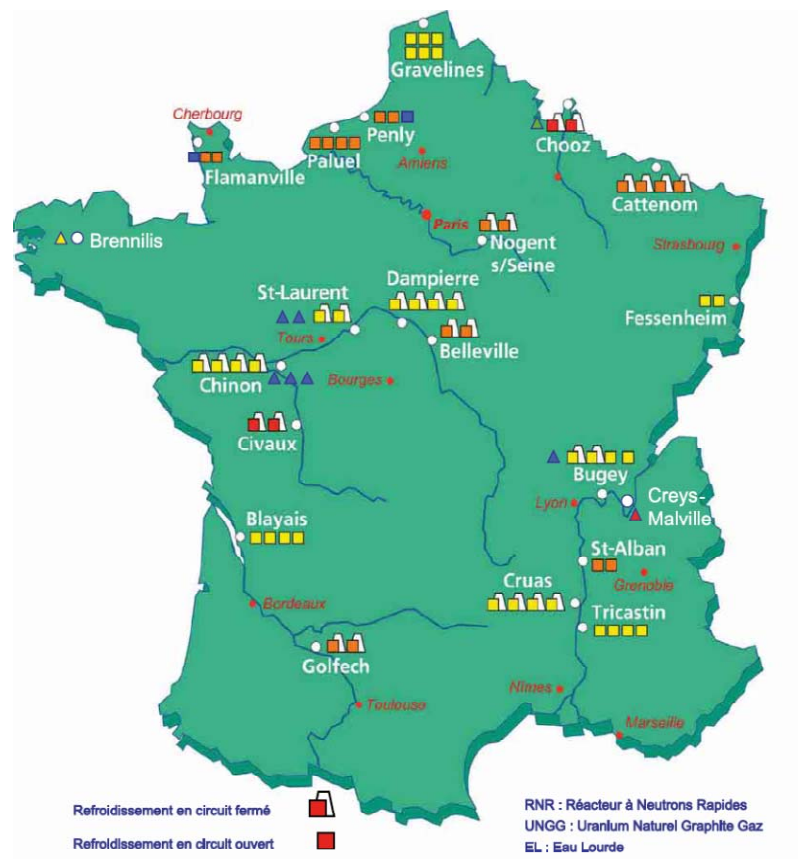 Gravelines
Cherbourg
Penly
Chooz
Paluel
Amiens
Flamanville
Cattenom
Paris
Brennilis
Nogent
s/Seine
Strasbourg
Dampierre
St-Laurent
Fessenheim
Tours
Belleville
Chinon
Bourges
Civaux
Bugey
Creys-
Malville
Lyon
Blayais
St-Alban
Grenoble
Cruas
Bordeaux
Tricastin
Golfech
Nîmes
Toulouse
Marseille
Refroidissement en circuit fermé
Refroidissement en circuit ouvert
RNR : Réacteur à Neutrons Rapides
UNGG : Uranium Naturel Graphite Gaz
EL : Eau Lourde